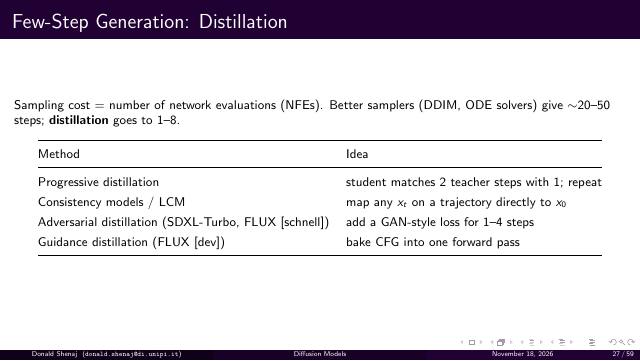 Few-Step Generation: Distillation
Sampling cost = number of network evaluations (NFEs). Better samplers (DDIM, ODE solvers) give ~20–50
steps; distillation goes to 1–8.
Method Idea
Progressive distillation student matches 2 teacher steps with 1; repeat
Consistency models / LCM map any xₜ on a trajectory directly to x₀
Adversarial distillation (SDXL-Turbo, FLUX [schnell]) add a GAN-style loss for 1–4 steps
Guidance distillation (FLUX [dev]) bake CFG into one forward pass
Donald Shenaj (donald.shenaj@di.unipi.it) Diffusion Models November 18, 2026 27 / 59